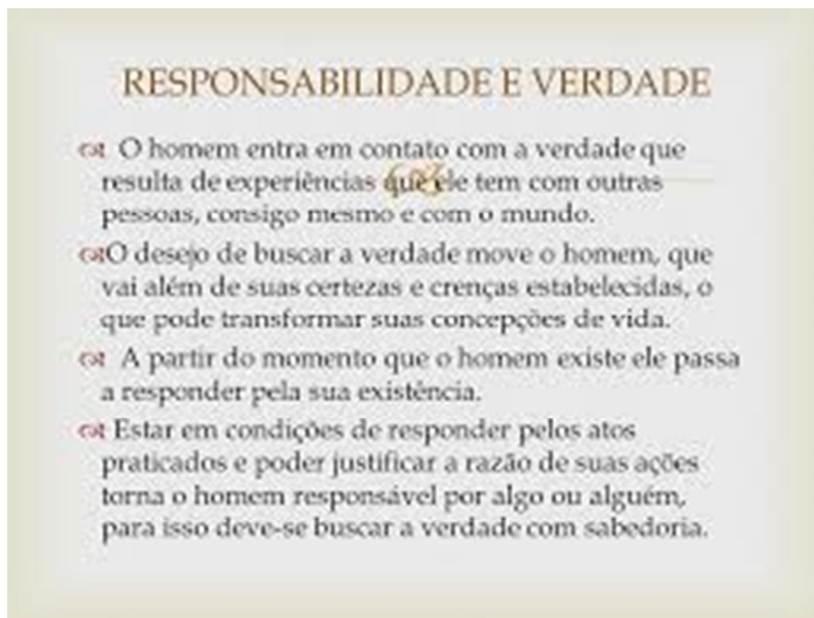 RESPONSABILIDADE E VERDADE
O homem entra em contato com a verdade que
resulta de experiências que ele tem com outras
pessoas, consigo mesmo e com o mundo.
O desejo de buscar a verdade move o homem, que
vai além de suas certezas e crenças estabelecidas, o
que pode transformar suas concepções de vida.
A partir do momento que o homem existe ele passa
a responder pela sua existência.
Estar em condições de responder pelos atos
praticados e poder justificar a razão de suas ações
torna o homem responsável por algo ou alguém,
para isso deve-se buscar a verdade com sabedoria.